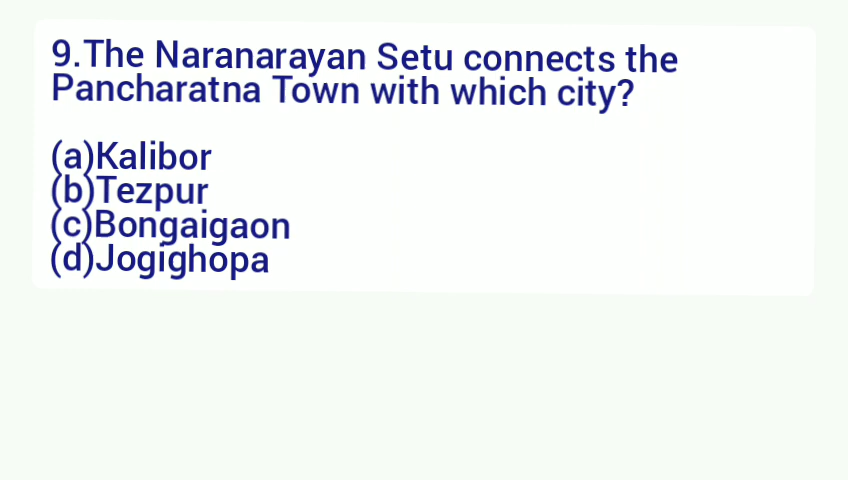 9.The Naranarayan Setu connects the
Pancharatna Town with which city?
(a)Kalibor
(b)Tezpur
(c)Bongaigaon
(d)Jogighopa